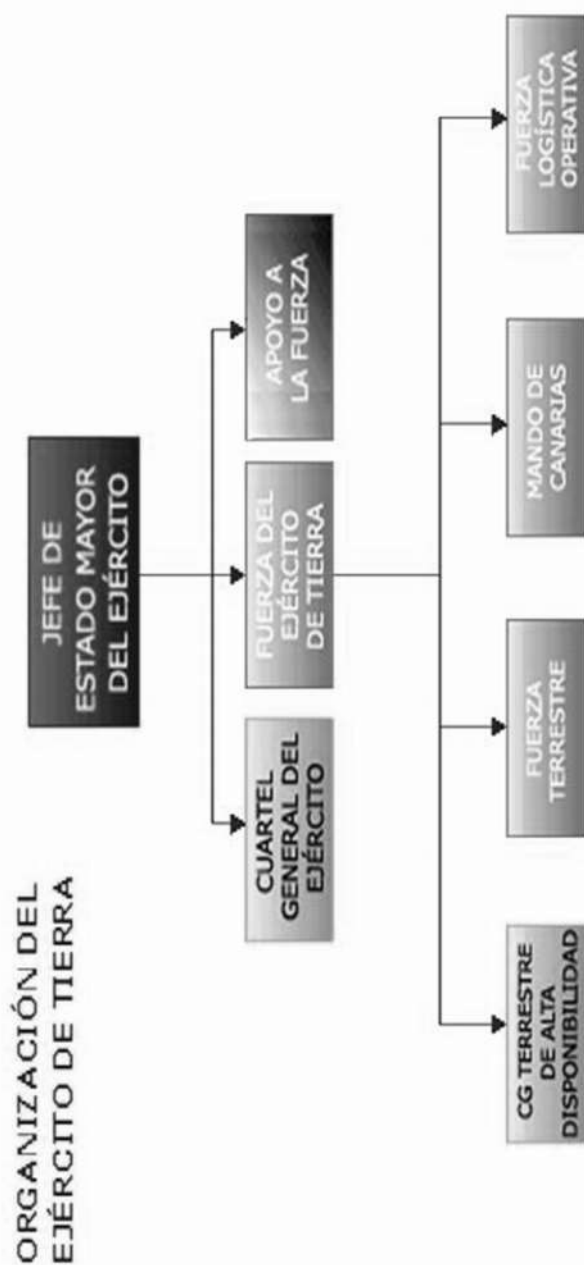 ORGANIZACIÓN DEL
EJÉRCITO DE TIERRA
JEFE DE
ESTADO MAYOR
DEL EJÉRCITO
CUARTEL
GENERAL DEL
EJÉRCITO
FUERZA DEL
EJÉRCITO
DE TIERRA
APOYO A
LA FUERZA
CG TERRESTRE
DE ALTA
DISPONIBILIDAD
FUERZA
TERRESTRE
MANDO DE
CANARIAS
FUERZA
LOGÍSTICA
OPERATIVA